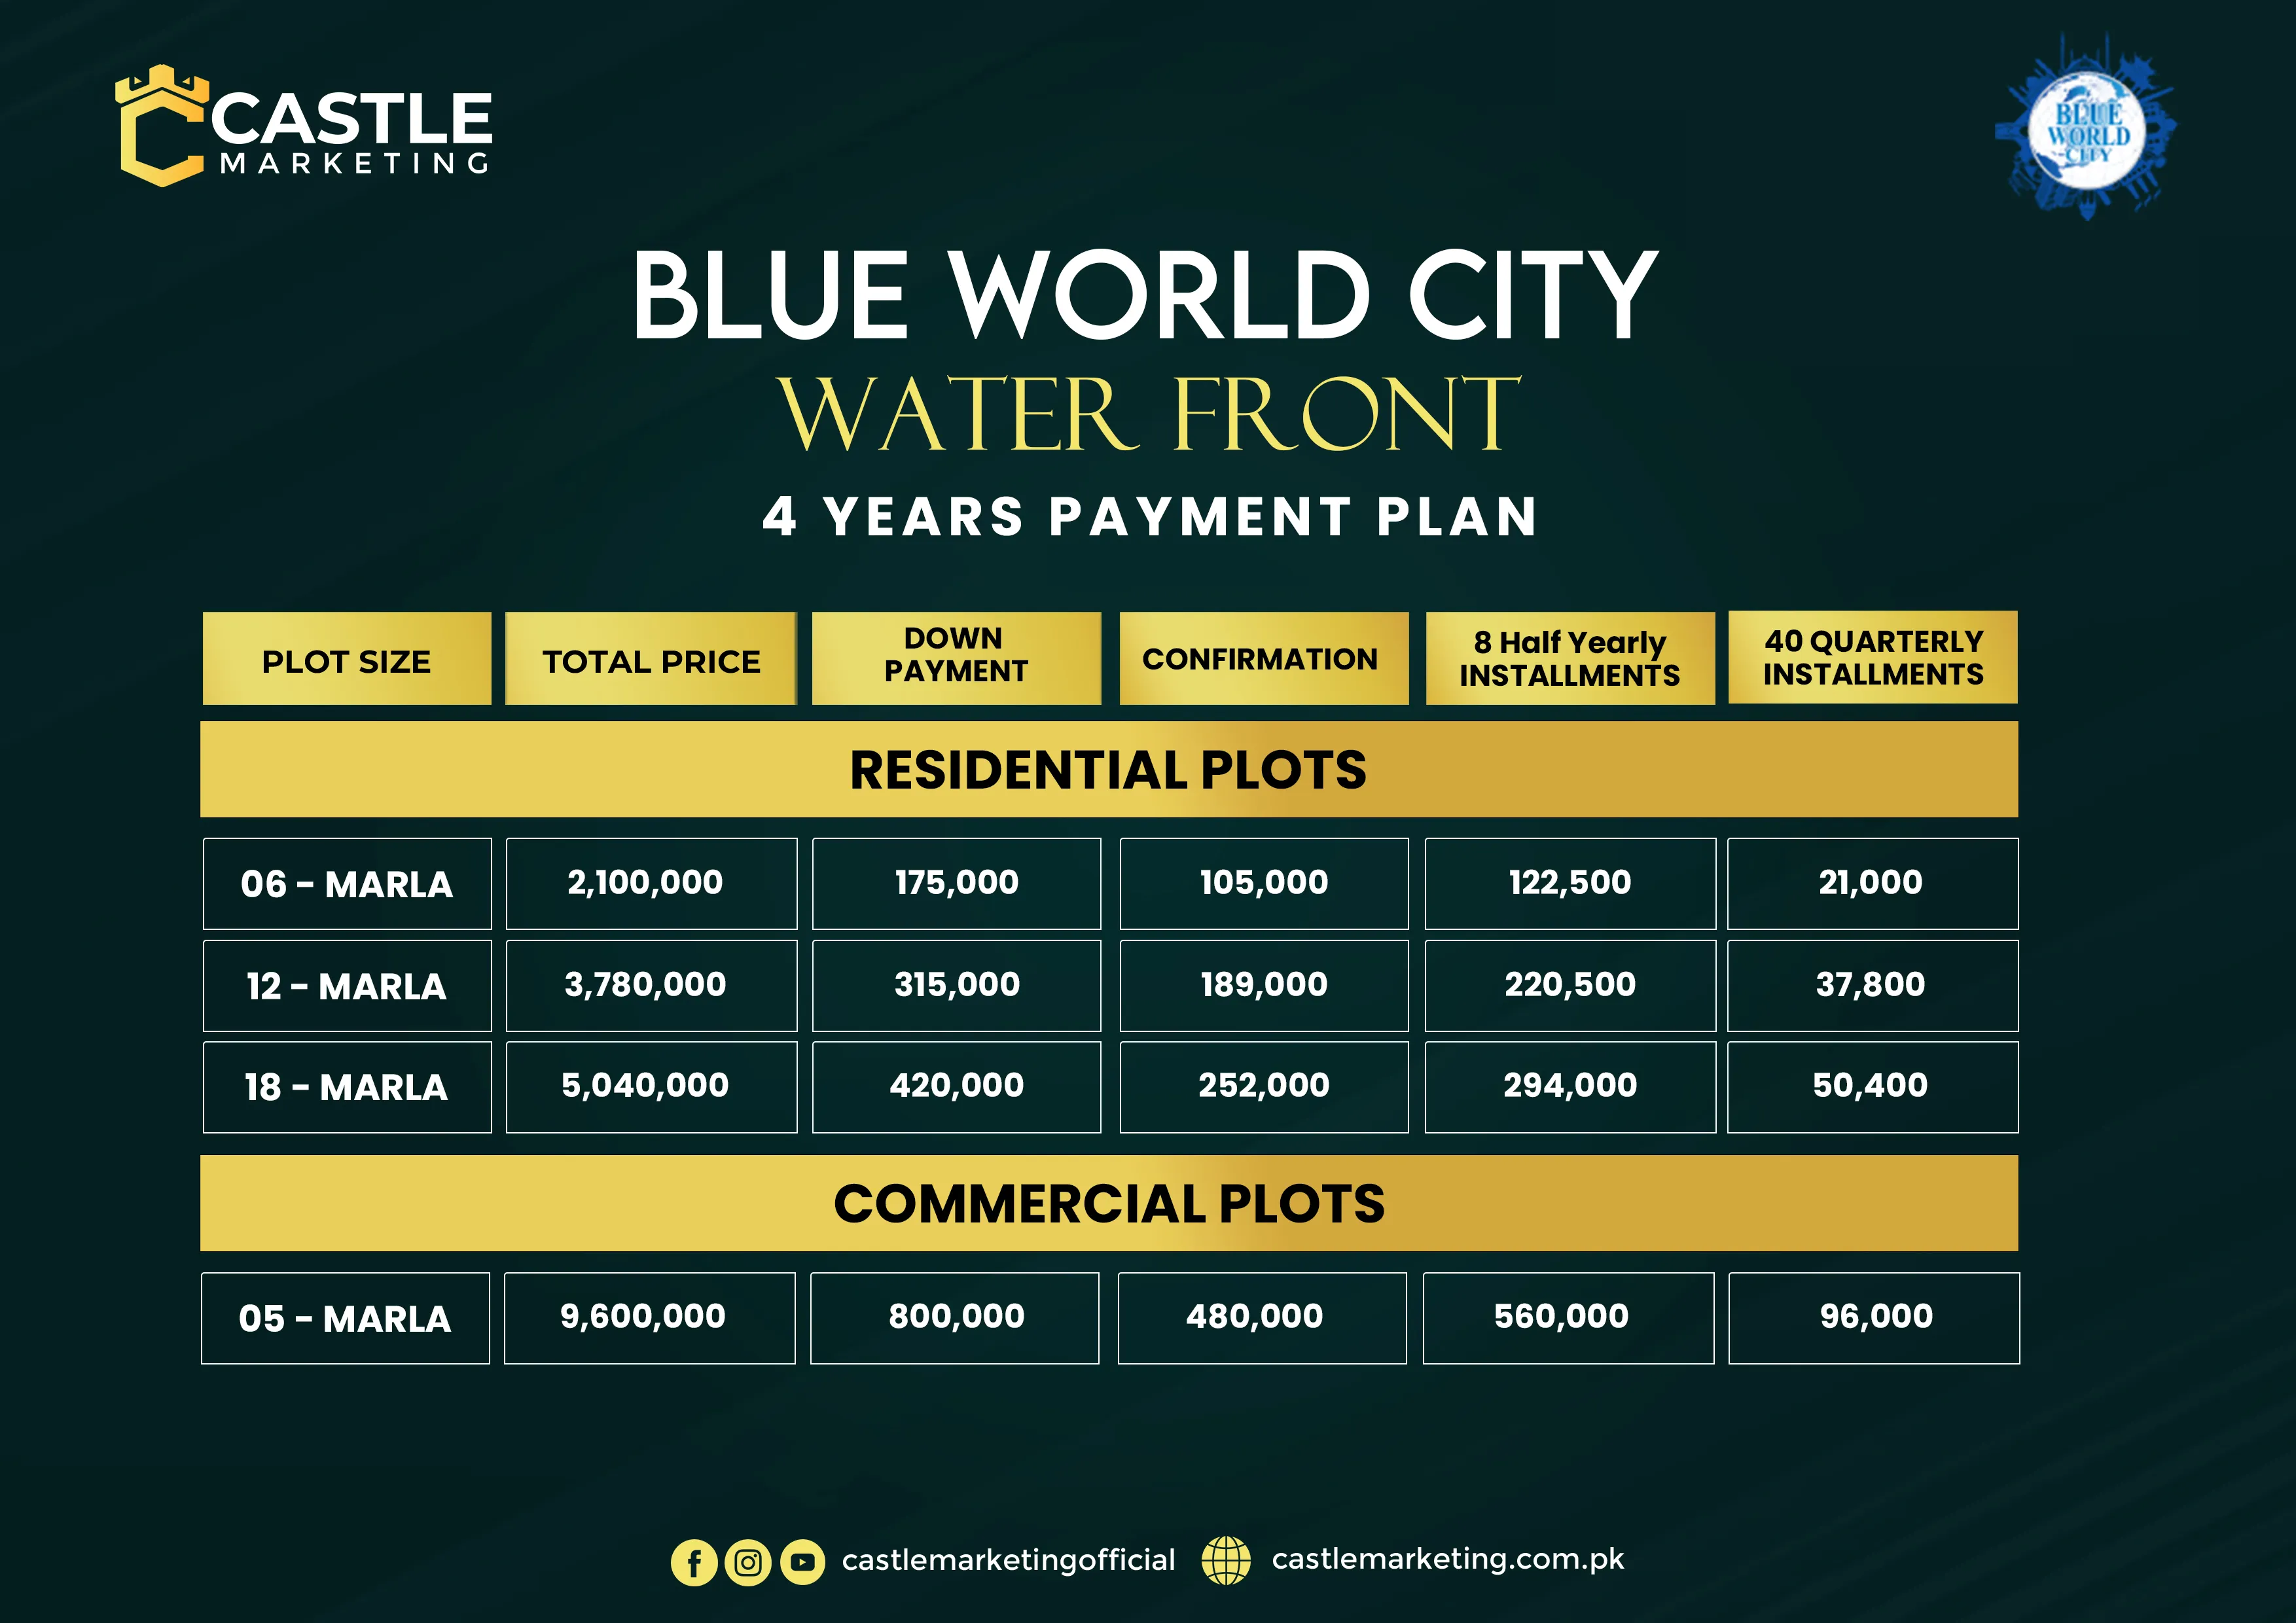 CASTLE
MARKETING
BLUE
WORLD
CITY
BLUE WORLD CITY
WATER FRONT
4 YEARS PAYMENT PLAN
PLOT SIZE TOTAL PRICE DOWN PAYMENT CONFIRMATION 8 Half Yearly INSTALLMENTS 40 QUARTERLY INSTALLMENTS
RESIDENTIAL PLOTS
06 - MARLA 2,100,000 175,000 105,000 122,500 21,000
12 - MARLA 3,780,000 315,000 189,000 220,500 37,800
18 - MARLA 5,040,000 420,000 252,000 294,000 50,400
COMMERCIAL PLOTS
05 - MARLA 9,600,000 800,000 480,000 560,000 96,000
castlemarketingofficial castlemarketing.com.pk